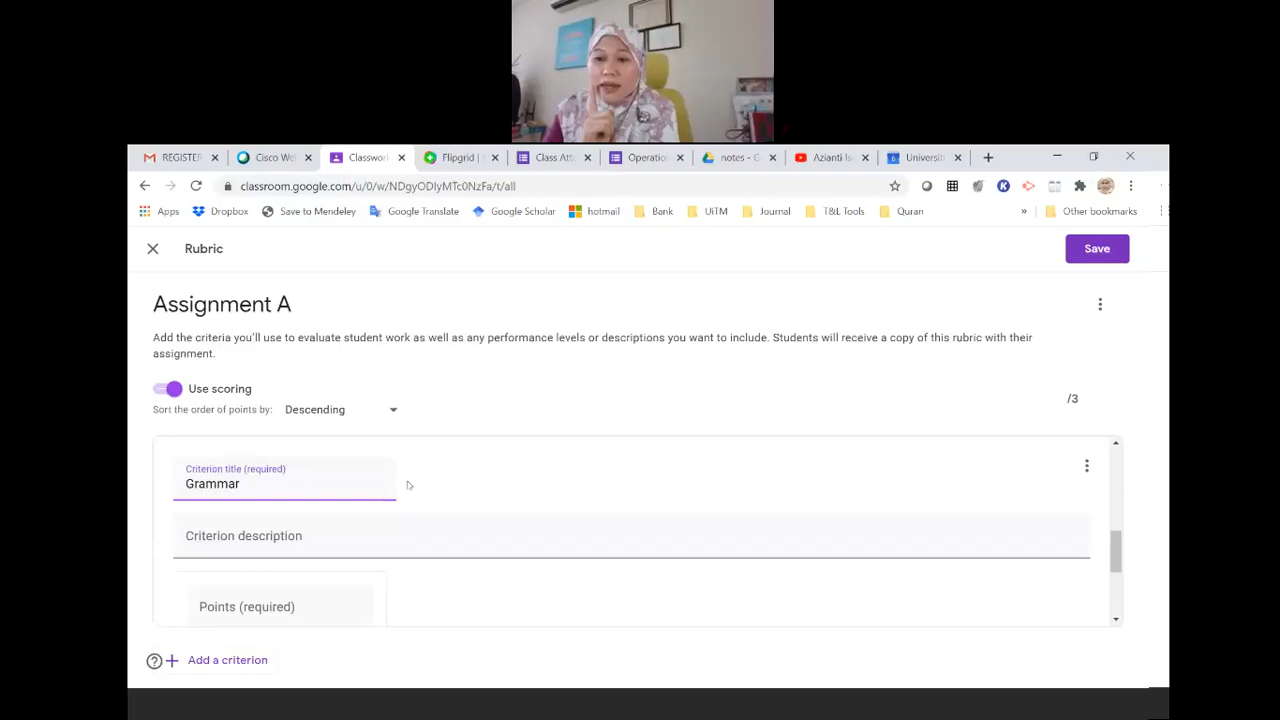 REGISTER
Cisco We
Classwor
Flipgrid |
Class Att
Operatio
notes - G
Azianti Is
Universiti
classroom.google.com/u/0/w/NDgyODIyMTc0NzFa/t/all
Apps
Dropbox
Save to Mendeley
Google Translate
Google Scholar
hotmail
Bank
UiTM
Journal
T&L Tools
Quran
»
Other bookmarks
Rubric
Save
Assignment A
Add the criteria you'll use to evaluate student work as well as any performance levels or descriptions you want to include. Students will receive a copy of this rubric with their
assignment.
Use scoring
Sort the order of points by: Descending
/3
Criterion title (required)
Grammar
Criterion description
Points (required)
Add a criterion